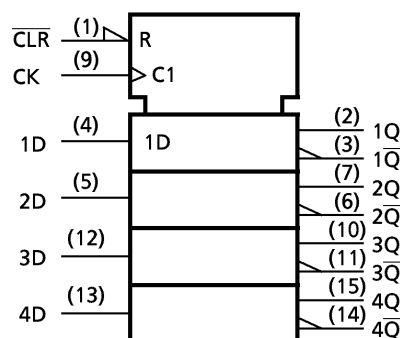 C̅L̅R̅ (1) R
CK (9) C1
1D (4) 1D (2) 1Q
(3) 1Q̅
2D (5) (7) 2Q
(6) 2Q̅
3D (12) (10) 3Q
(11) 3Q̅
4D (13) (15) 4Q
(14) 4Q̅